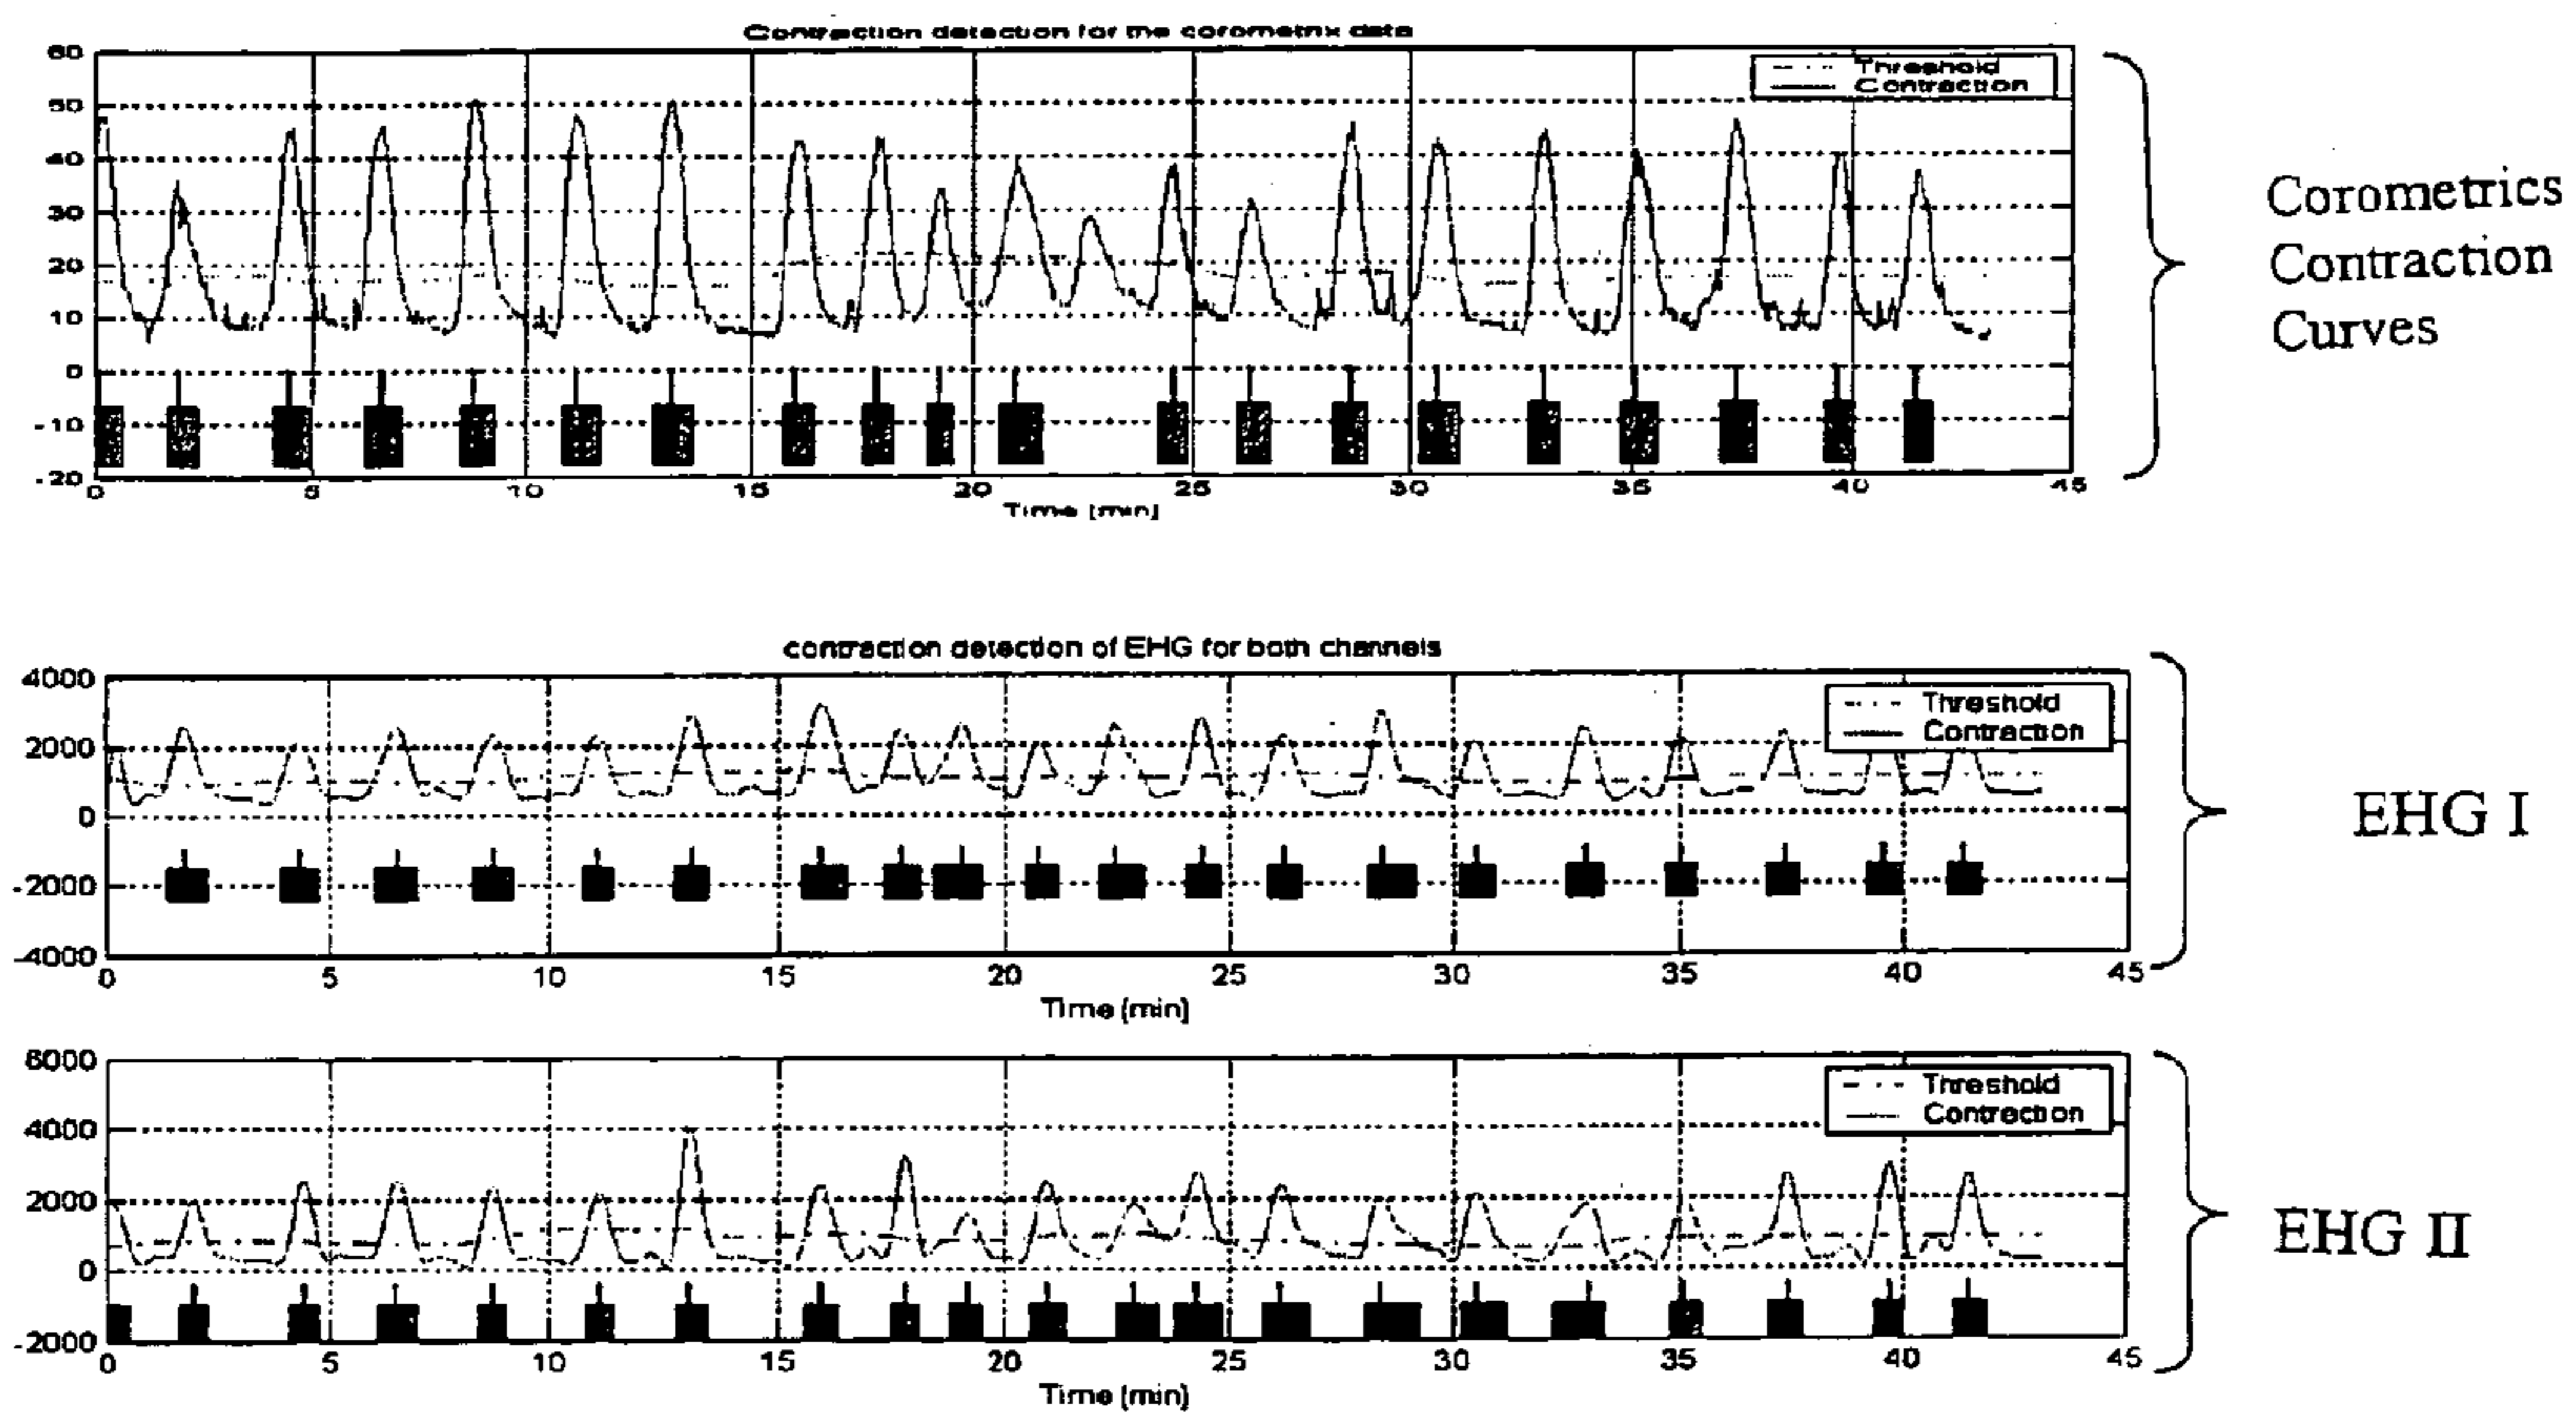 Contraction detection for the corometrix data
60
50
40
30
20
10
0
-10
-20
Threshold
Contraction
0 5 10 15 20 25 30 35 40 45
Time [min]
Corometrics
Contraction
Curves
contraction detection of EHG for both channels
4000
2000
0
-2000
-4000
Threshold
Contraction
0 5 10 15 20 25 30 35 40 45
Time [min]
EHG I
6000
4000
2000
0
-2000
Threshold
Contraction
0 5 10 15 20 25 30 35 40 45
Time [min]
EHG II